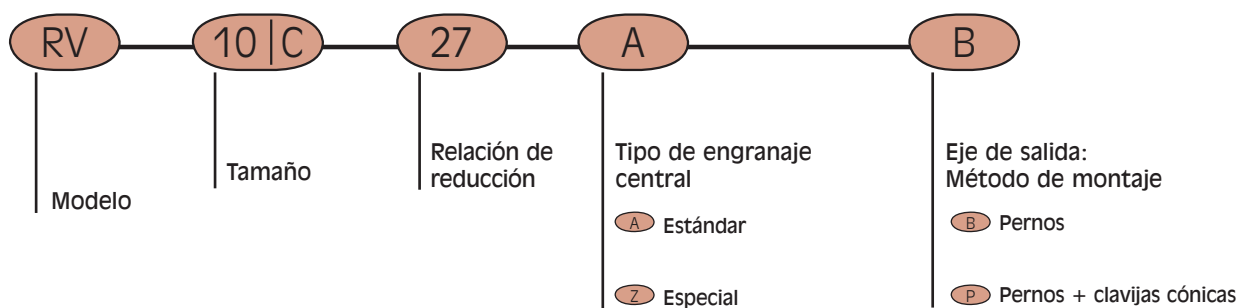 RV
10|C
27
A
B
Modelo
Tamaño
Relación de
reducción
Tipo de engranaje
central
A Estándar
Z Especial
Eje de salida:
Método de montaje
B Pernos
P Pernos + clavijas cónicas